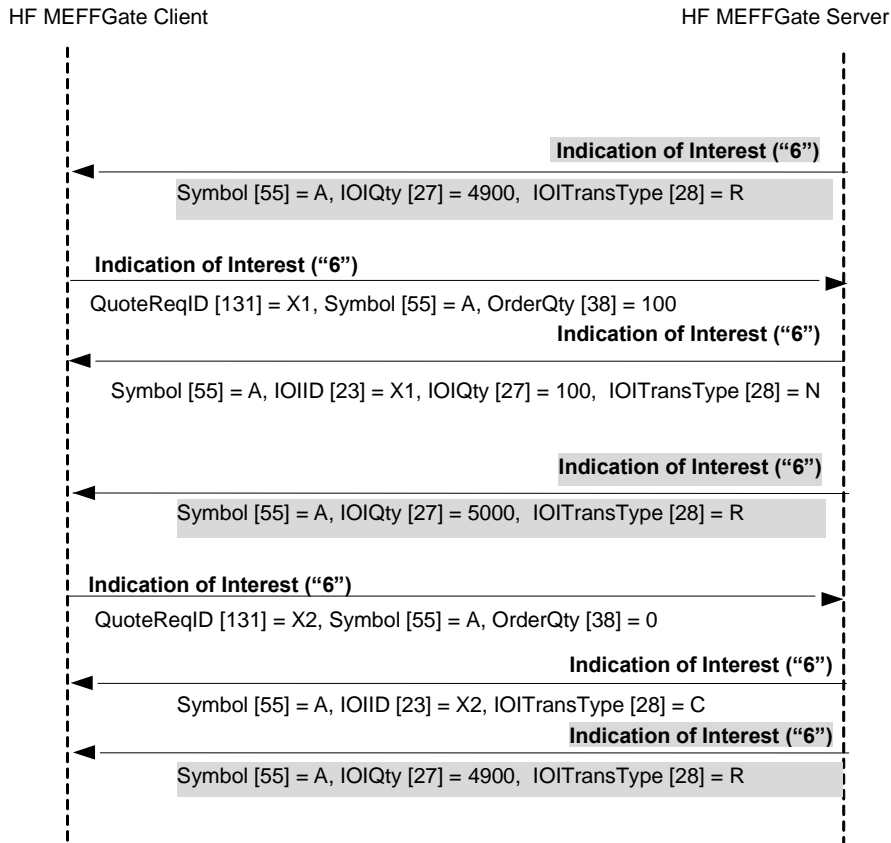 HF MEFFGate Client
HF MEFFGate Server
Indication of Interest (“6”)
Symbol [55] = A, IOIQty [27] = 4900, IOITransType [28] = R
Indication of Interest (“6”)
QuoteReqID [131] = X1, Symbol [55] = A, OrderQty [38] = 100
Indication of Interest (“6”)
Symbol [55] = A, IOIID [23] = X1, IOIQty [27] = 100, IOITransType [28] = N
Indication of Interest (“6”)
Symbol [55] = A, IOIQty [27] = 5000, IOITransType [28] = R
Indication of Interest (“6”)
QuoteReqID [131] = X2, Symbol [55] = A, OrderQty [38] = 0
Indication of Interest (“6”)
Symbol [55] = A, IOIID [23] = X2, IOITransType [28] = C
Indication of Interest (“6”)
Symbol [55] = A, IOIQty [27] = 4900, IOITransType [28] = R